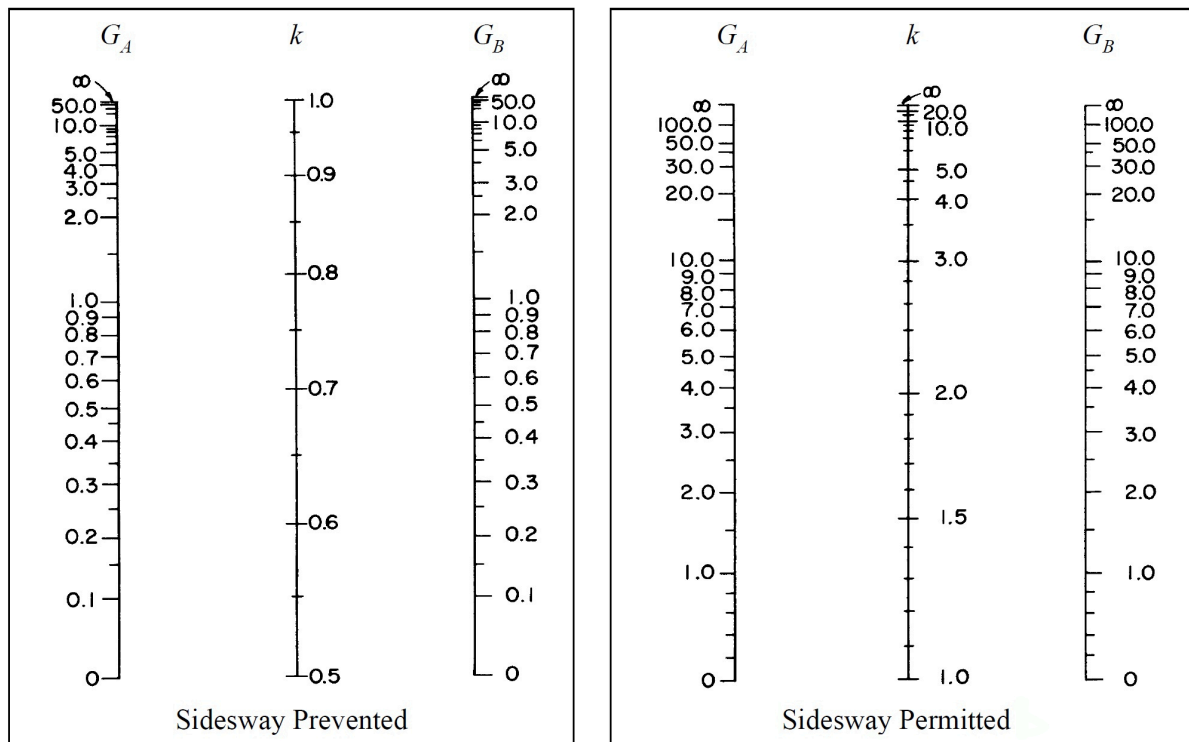 G_A k G_B
∞ ∞
50.0 1.0 50.0
10.0 10.0
5.0 0.9 5.0
4.0
3.0 3.0
2.0 2.0
0.8
1.0 1.0
0.9 0.9
0.8 0.8
0.7 0.7
0.6 0.7 0.6
0.5 0.5
0.4 0.4
0.3 0.3
0.2 0.6 0.2
0.1 0.1
0 0.5 0
Sidesway Prevented
G_A k G_B
∞ ∞ ∞
100.0 20.0 100.0
50.0 10.0 50.0
30.0 5.0 30.0
20.0 4.0 20.0
10.0 3.0 10.0
9.0 9.0
8.0 8.0
7.0 7.0
6.0 6.0
5.0 5.0
4.0 2.0 4.0
3.0 3.0
2.0 2.0
1.5
1.0 1.0
0 1.0 0
Sidesway Permitted